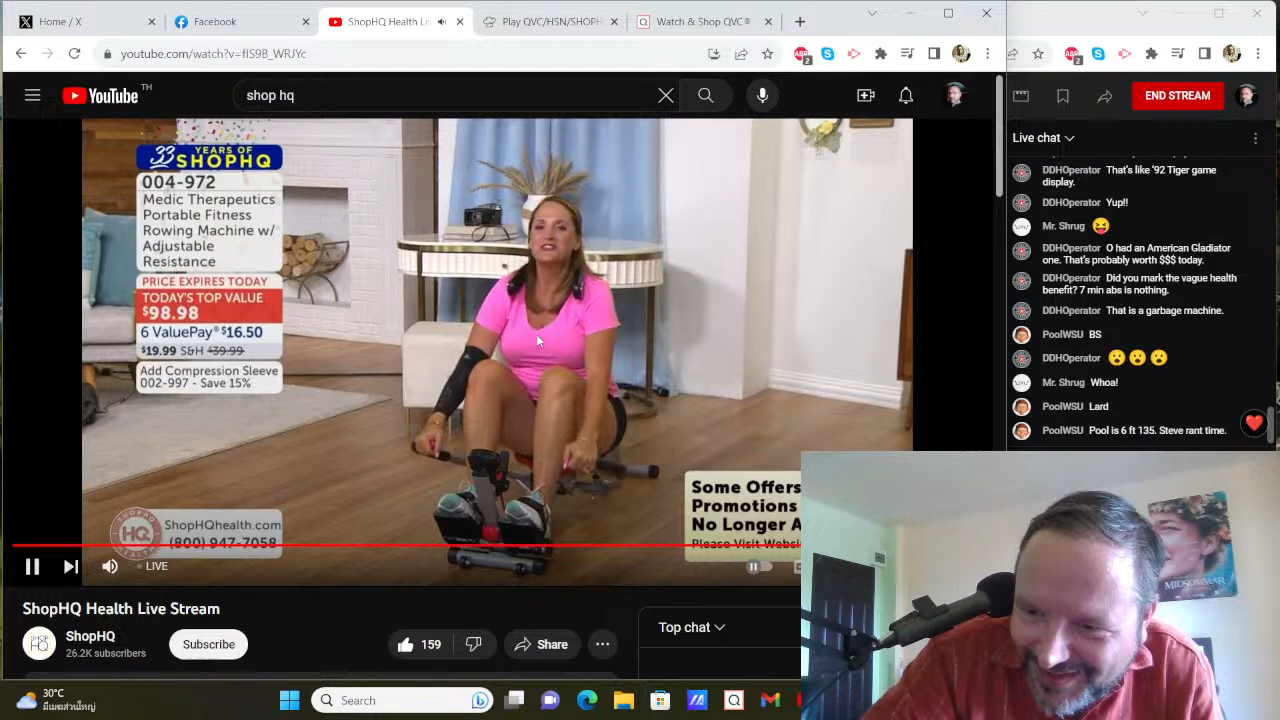 X
Facebook
ShopHQ Health Li
Play QVC/HSN/SHOPH
Watch & Shop QVC®
youtube.com/watch?v=fIS9B_WRJYc
YouTube TH
shop hq
END STREAM
Live chat
DDHOperator That's like '92 Tiger game
display.
DDHOperator Yup!!
Mr. Shrug 😝
DDHOperator O had an American Gladiator
one. That's probably worth $$$ today.
DDHOperator Did you mark the vague health
benefit? 7 min abs is nothing.
DDHOperator That is a garbage machine.
PoolWSU BS
DDHOperator 😮😮😮
Mr. Shrug Whoa!
PoolWSU Lard
PoolWSU Pool is 6 ft 135. Steve rant time.
33 YEARS OF
SHOPHQ
004-972
Medic Therapeutics
Portable Fitness
Rowing Machine w/
Adjustable
Resistance
PRICE EXPIRES TODAY
TODAY'S TOP VALUE
$98.98
6 ValuePay® $16.50
$19.99 S&H $39.99
Add Compression Sleeve
002-997 - Save 15%
SHOPHQ
HQ
HEALTH
ShopHQhealth.com
(800) 947-7058
Some Offers
Promotions
No Longer A
Please Visit Websi
LIVE
MIDSOMMAR
ShopHQ Health Live Stream
SHOP
HQ
ShopHQ
26.2K subscribers
Subscribe
159
Share
Top chat
30°C
Search